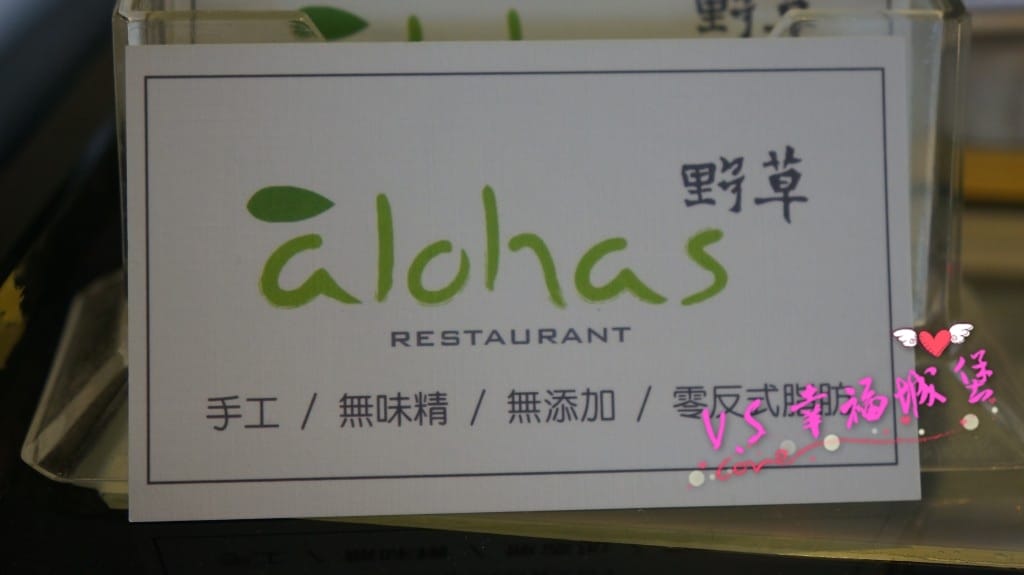 野草
alohas
RESTAURANT
手工 / 無味精 / 無添加 / 零反式脂肪
V.S 幸福城堡